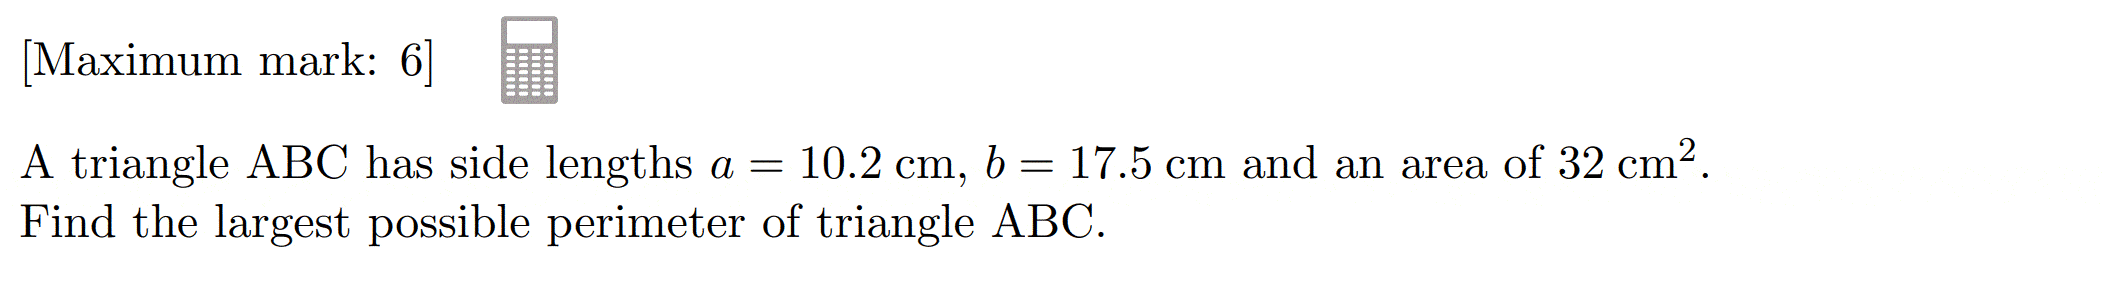 [Maximum mark: 6]
A triangle ABC has side lengths a = 10.2 cm, b = 17.5 cm and an area of 32 cm².
Find the largest possible perimeter of triangle ABC.